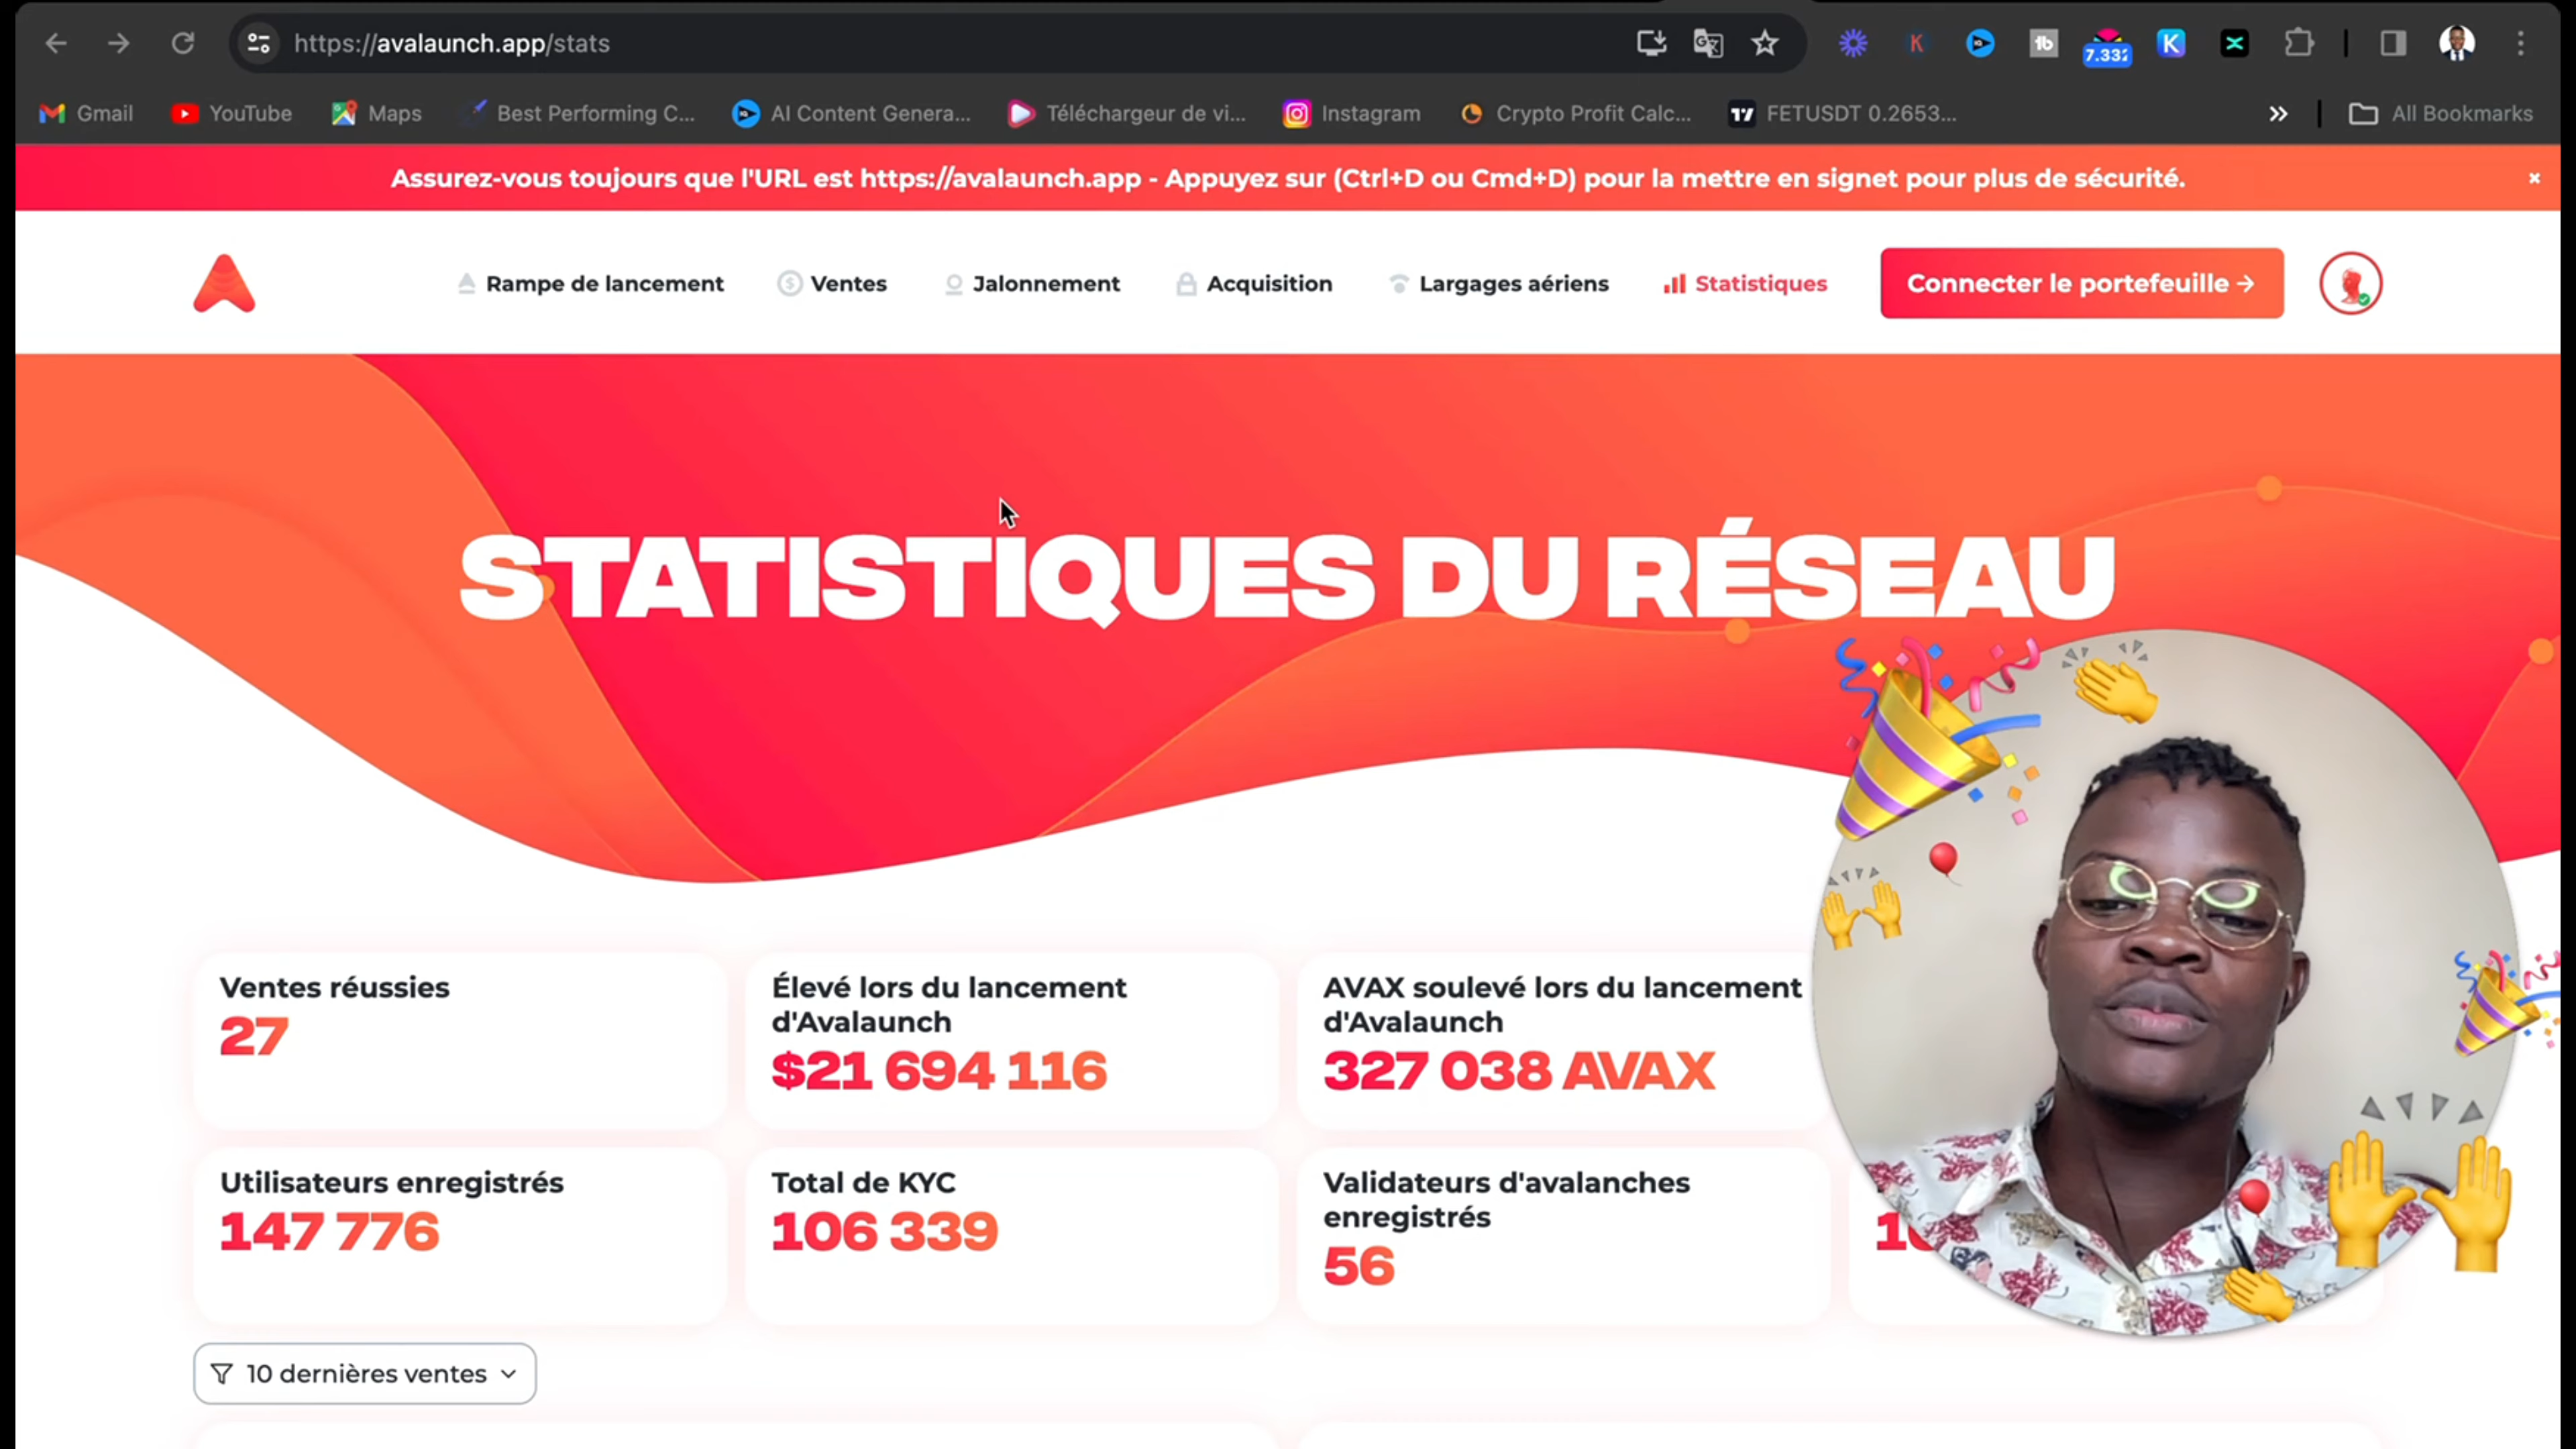 https://avalaunch.app/stats
7.33
Gmail
YouTube
Maps
Best Performing C...
AI Content Genera...
Téléchargeur de vi...
Instagram
Crypto Profit Calc...
FETUSDT 0.2653...
All Bookmarks
Assurez-vous toujours que l'URL est https://avalaunch.app - Appuyez sur (Ctrl+D ou Cmd+D) pour la mettre en signet pour plus de sécurité.
Rampe de lancement
Ventes
Jalonnement
Acquisition
Largages aériens
Statistiques
Connecter le portefeuille →
STATISTIQUES DU RÉSEAU
Ventes réussies
27
Élevé lors du lancement
d'Avalaunch
$21 694 116
AVAX soulevé lors du lancement
d'Avalaunch
327 038 AVAX
Utilisateurs enregistrés
147 776
Total de KYC
106 339
Validateurs d'avalanches
enregistrés
56
10 dernières ventes